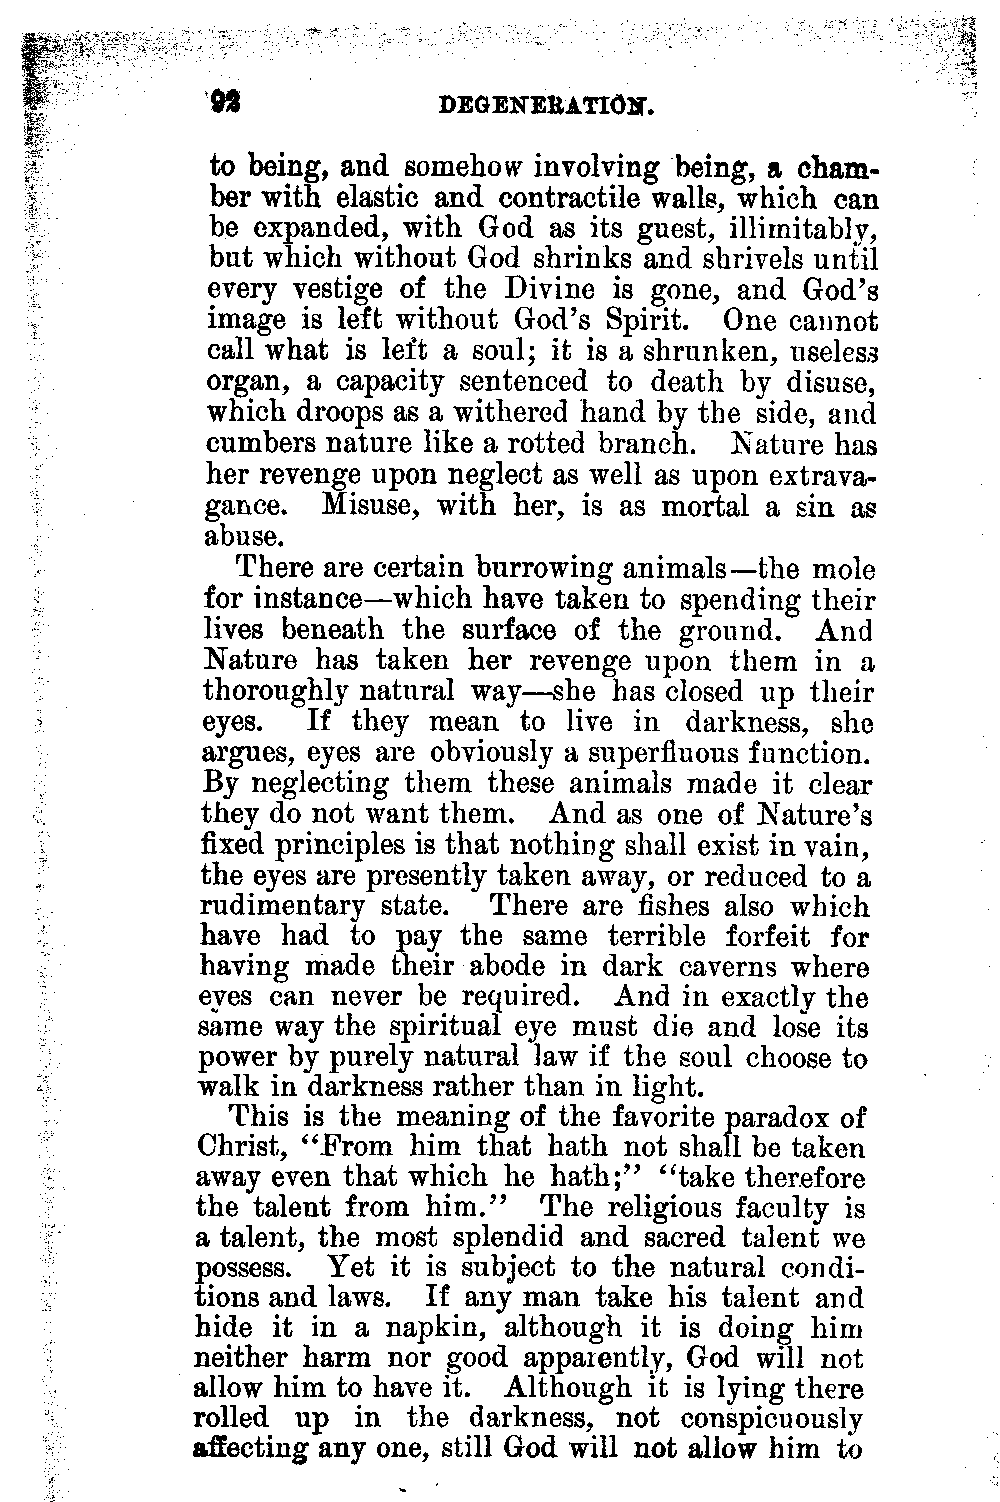 92 DEGENERATION.
to being, and somehow involving being, a cham-
ber with elastic and contractile walls, which can
be expanded, with God as its guest, illimitably,
but which without God shrinks and shrivels until
every vestige of the Divine is gone, and God's
image is left without God's Spirit. One cannot
call what is left a soul; it is a shrunken, useless
organ, a capacity sentenced to death by disuse,
which droops as a withered hand by the side, and
cumbers nature like a rotted branch. Nature has
her revenge upon neglect as well as upon extrava-
gance. Misuse, with her, is as mortal a sin as
abuse.
There are certain burrowing animals—the mole
for instance—which have taken to spending their
lives beneath the surface of the ground. And
Nature has taken her revenge upon them in a
thoroughly natural way—she has closed up their
eyes. If they mean to live in darkness, she
argues, eyes are obviously a superfluous function.
By neglecting them these animals made it clear
they do not want them. And as one of Nature's
fixed principles is that nothing shall exist in vain,
the eyes are presently taken away, or reduced to a
rudimentary state. There are fishes also which
have had to pay the same terrible forfeit for
having made their abode in dark caverns where
eyes can never be required. And in exactly the
same way the spiritual eye must die and lose its
power by purely natural law if the soul choose to
walk in darkness rather than in light.
This is the meaning of the favorite paradox of
Christ, "From him that hath not shall be taken
away even that which he hath;" "take therefore
the talent from him." The religious faculty is
a talent, the most splendid and sacred talent we
possess. Yet it is subject to the natural condi-
tions and laws. If any man take his talent and
hide it in a napkin, although it is doing him
neither harm nor good apparently, God will not
allow him to have it. Although it is lying there
rolled up in the darkness, not conspicuously
affecting any one, still God will not allow him to